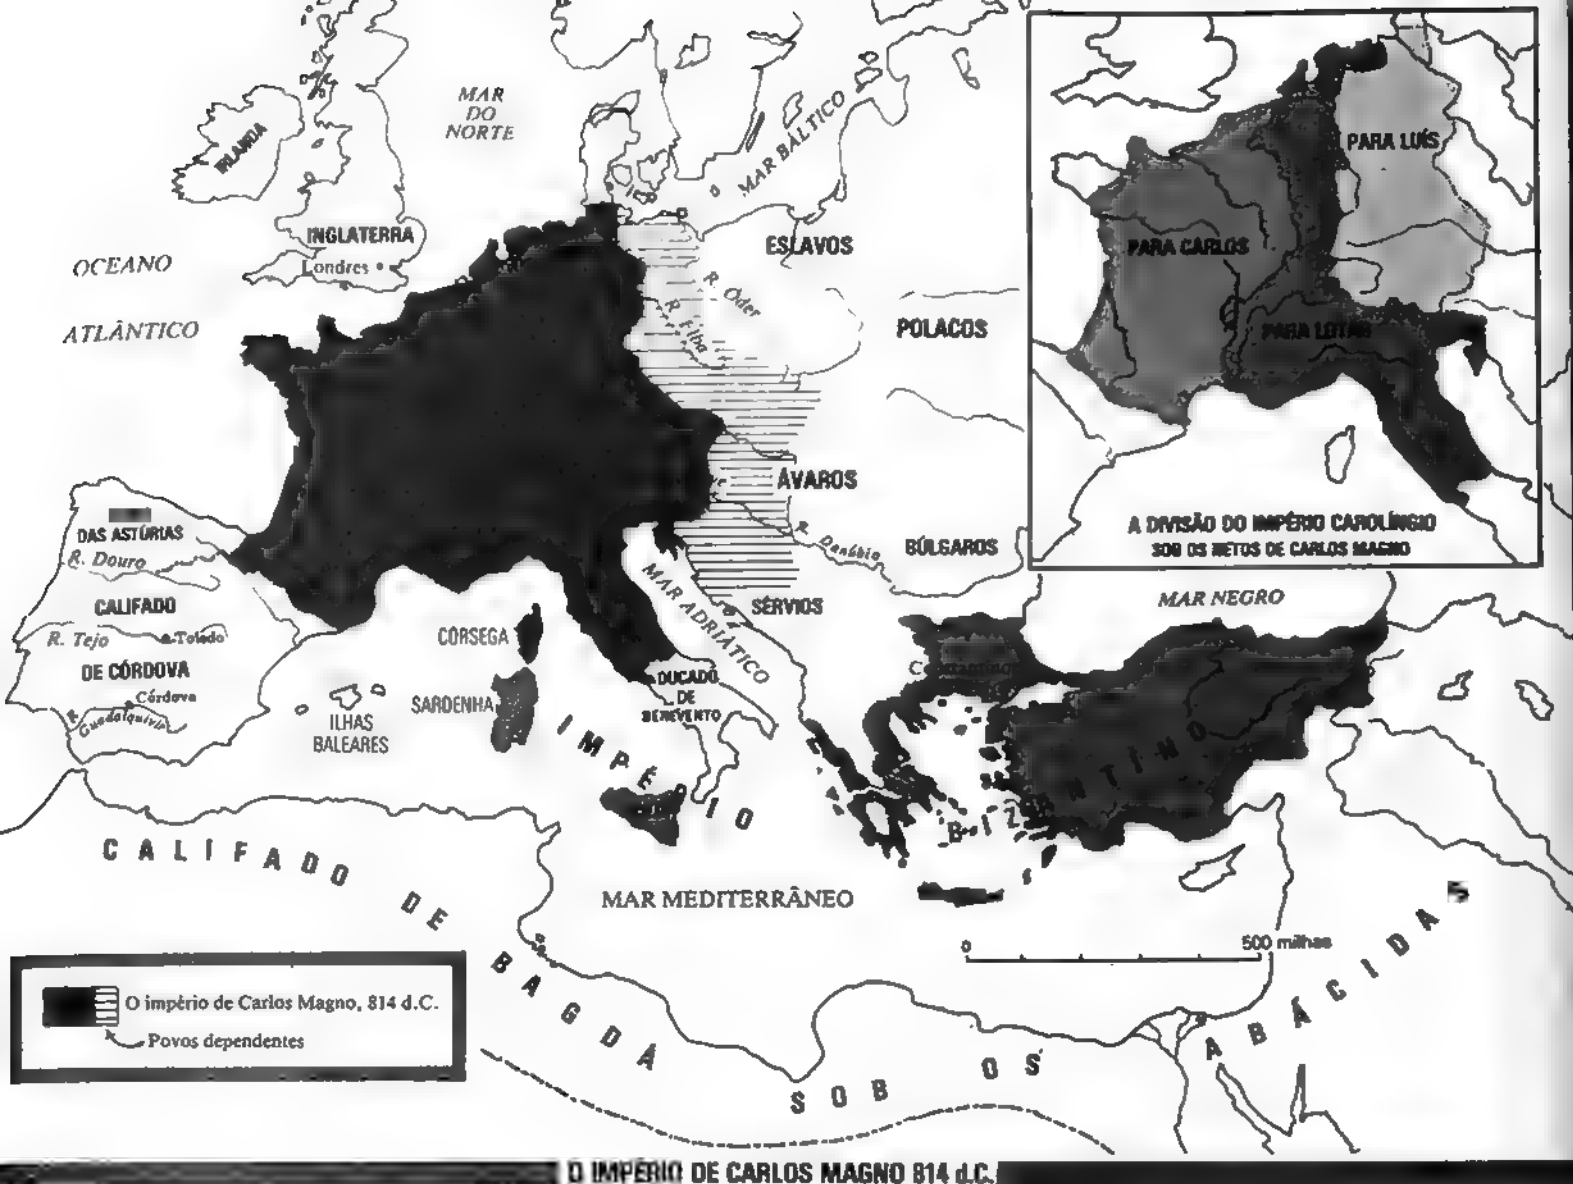 MAR
DO
NORTE
MAR BÁLTICO
IRLANDA
INGLATERRA
Londres
OCEANO
ATLÂNTICO
ESLAVOS
R. Óder
R. Elba
POLACOS
ÁVAROS
R. Danúbio
BÚLGAROS
SÉRVIOS
MAR NEGRO
DAS ASTÚRIAS
R. Douro
CALIFADO
R. Tejo
Toledo
DE CÓRDOVA
Córdova
R. Guadalquivir
ILHAS
BALEARES
CÓRSEGA
SARDENHA
MAR ADRIÁTICO
DUCADO
DE
BENEVENTO
IMPÉRIO
BIZANTINO
MAR MEDITERRÂNEO
CALIFADO DE BAGDÁ SOB OS ABÁCIDAS
0 500 milhas
PARA LUÍS
PARA CARLOS
PARA LOTÁR
A DIVISÃO DO IMPÉRIO CAROLÍNGIO
SOB OS NETOS DE CARLOS MAGNO
O império de Carlos Magno, 814 d.C.
Povos dependentes
O IMPÉRIO DE CARLOS MAGNO 814 d.C.